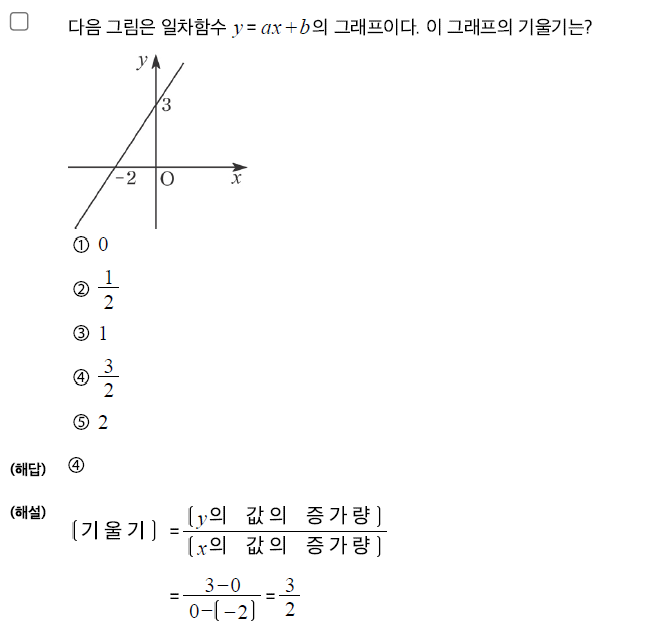 다음 그림은 일차함수 y=ax+b의 그래프이다. 이 그래프의 기울기는?
y
3
-2 O x
① 0
② 1/2
③ 1
④ 3/2
⑤ 2
(해답) ④
(해설) (기울기) = (y의 값의 증가량)/(x의 값의 증가량)
= 3-0/0-(-2) = 3/2